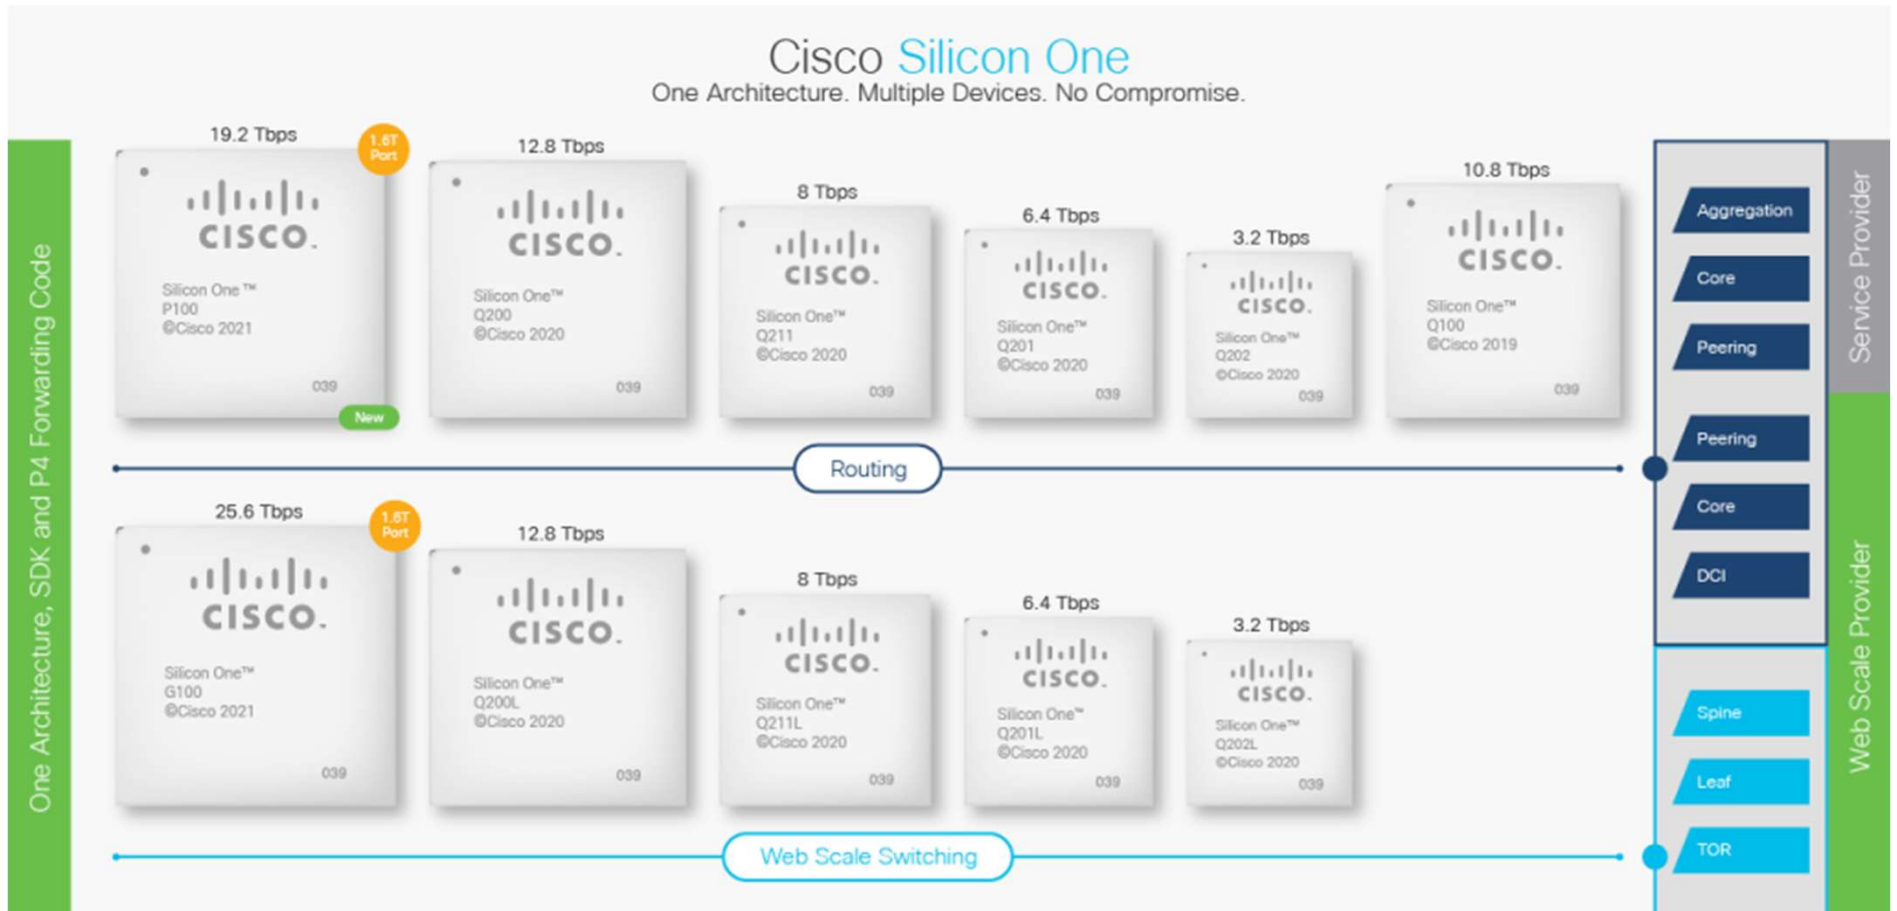 Cisco Silicon One
One Architecture. Multiple Devices. No Compromise.
One Architecture, SDK and P4 Forwarding Code
19.2 Tbps
1.6T
Port
CISCO
Silicon One™
P100
©Cisco 2021
039
New
12.8 Tbps
CISCO
Silicon One™
Q200
©Cisco 2020
039
8 Tbps
CISCO
Silicon One™
Q211
©Cisco 2020
039
6.4 Tbps
CISCO
Silicon One™
Q201
©Cisco 2020
039
3.2 Tbps
CISCO
Silicon One™
Q202
©Cisco 2020
039
10.8 Tbps
CISCO
Silicon One™
Q100
©Cisco 2019
039
Routing
25.6 Tbps
1.6T
Port
CISCO
Silicon One™
G100
©Cisco 2021
039
12.8 Tbps
CISCO
Silicon One™
Q200L
©Cisco 2020
039
8 Tbps
CISCO
Silicon One™
Q211L
©Cisco 2020
039
6.4 Tbps
CISCO
Silicon One™
Q201L
©Cisco 2020
039
3.2 Tbps
CISCO
Silicon One™
Q202L
©Cisco 2020
039
Web Scale Switching
Aggregation
Core
Peering
Peering
Core
DCI
Spine
Leaf
TOR
Service Provider
Web Scale Provider